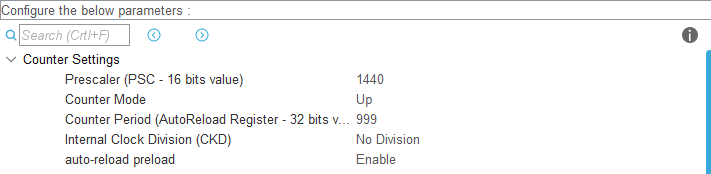 Configure the below parameters :
Search (Crtl+F)
Counter Settings
Prescaler (PSC - 16 bits value) 1440
Counter Mode Up
Counter Period (AutoReload Register - 32 bits v... 999
Internal Clock Division (CKD) No Division
auto-reload preload Enable